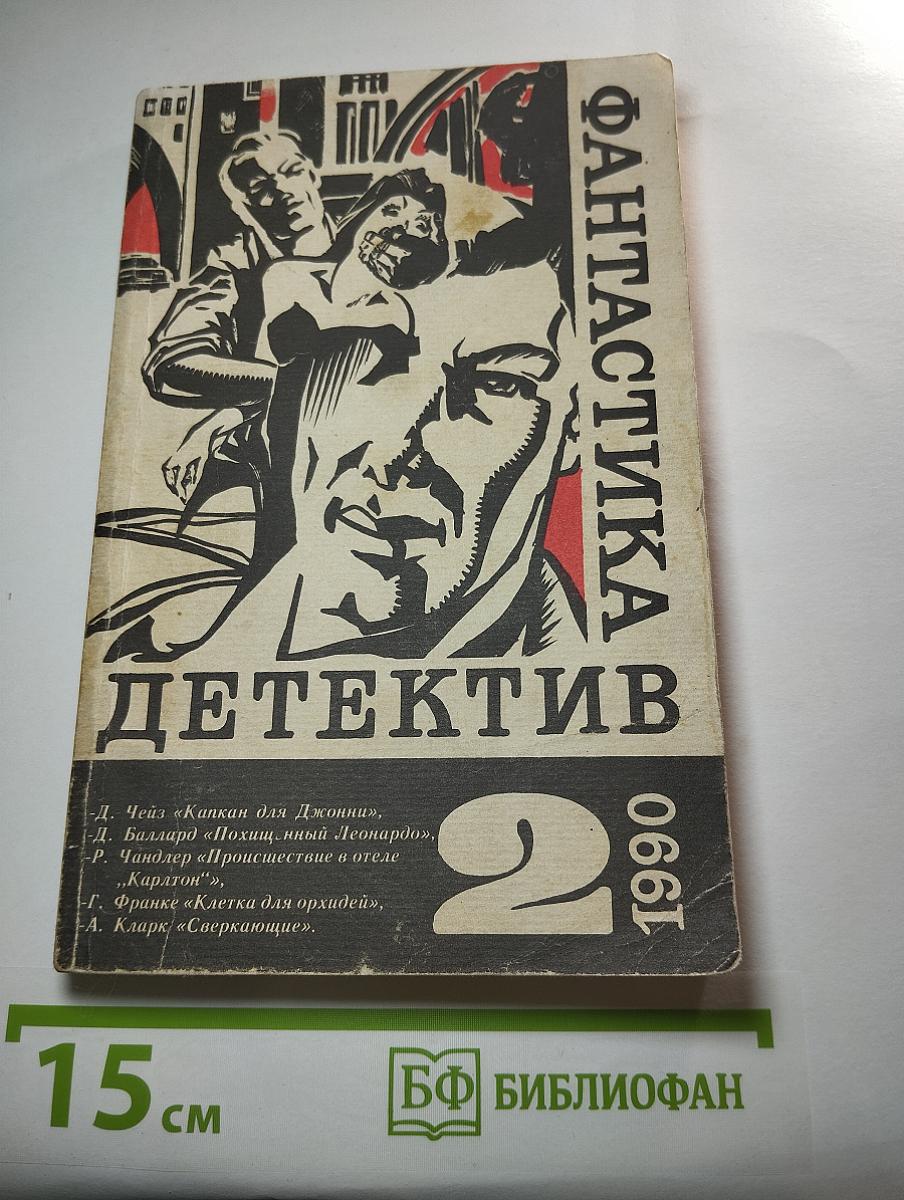 ФАНТАСТИКА
ДЕТЕКТИВ
-Д. Чейз «Капкан для Джонни»,
-Д. Баллард «Похищ нный Леонардо»,
-Р. Чандлер «Происшествие в отеле
„Карлтон“»,
-Г. Франке «Клетка для орхидей»,
-А. Кларк «Сверкающие».
2
1990
15 см
БФ БИБЛИОФАН